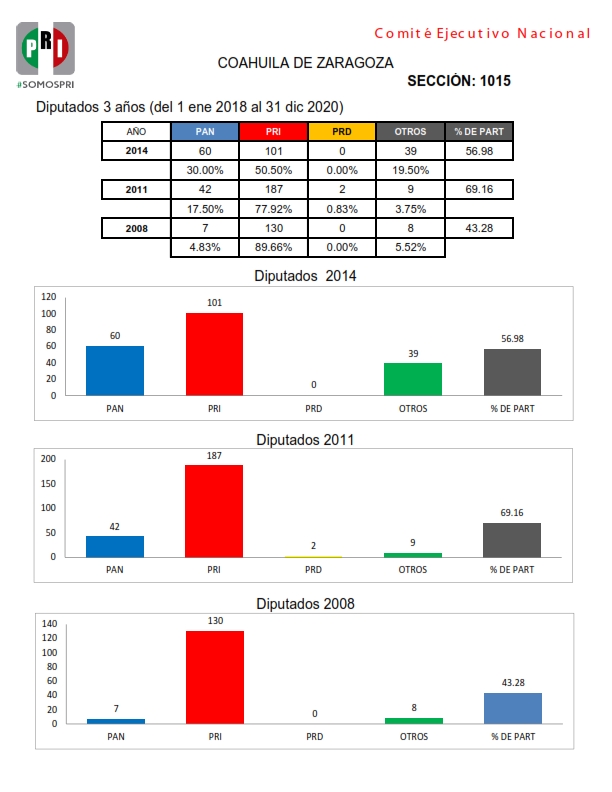 Comité Ejecutivo Nacional
PRI
#SOMOSPRI
COAHUILA DE ZARAGOZA
SECCIÓN: 1015
Diputados 3 años (del 1 ene 2018 al 31 dic 2020)
AÑO PAN PRI PRD OTROS % DE PART
2014 60 101 0 39 56.98
30.00% 50.50% 0.00% 19.50%
2011 42 187 2 9 69.16
17.50% 77.92% 0.83% 3.75%
2008 7 130 0 8 43.28
4.83% 89.66% 0.00% 5.52%
Diputados 2014
120
100
80
60
40
20
0
60 101 0 39 56.98
PAN PRI PRD OTROS % DE PART
Diputados 2011
200
150
100
50
0
42 187 2 9 69.16
PAN PRI PRD OTROS % DE PART
Diputados 2008
140
120
100
80
60
40
20
0
7 130 0 8 43.28
PAN PRI PRD OTROS % DE PART